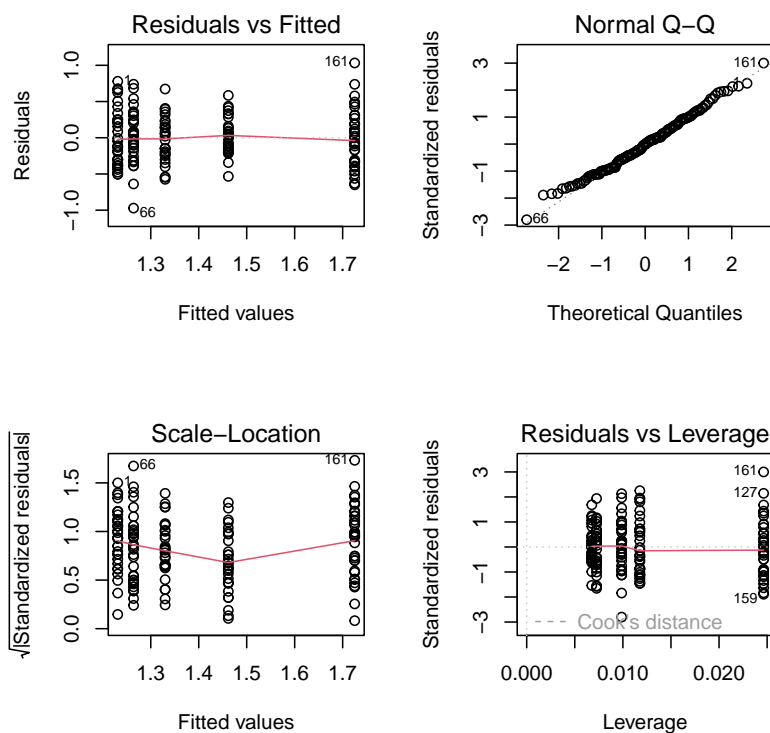 Residuals vs Fitted
Residuals
1.0
0.0
−1.0
161
1
66
1.3 1.4 1.5 1.6 1.7
Fitted values
Normal Q−Q
Standardized residuals
3
1
−1
−3
161
1
66
−2 −1 0 1 2
Theoretical Quantiles
Scale−Location
√|Standardized residuals|
1.5
1.0
0.5
0.0
66
161
1
1.3 1.4 1.5 1.6 1.7
Fitted values
Residuals vs Leverage
Standardized residuals
3
1
−1
−3
161
127
159
Cook's distance
0.000 0.010 0.020
Leverage